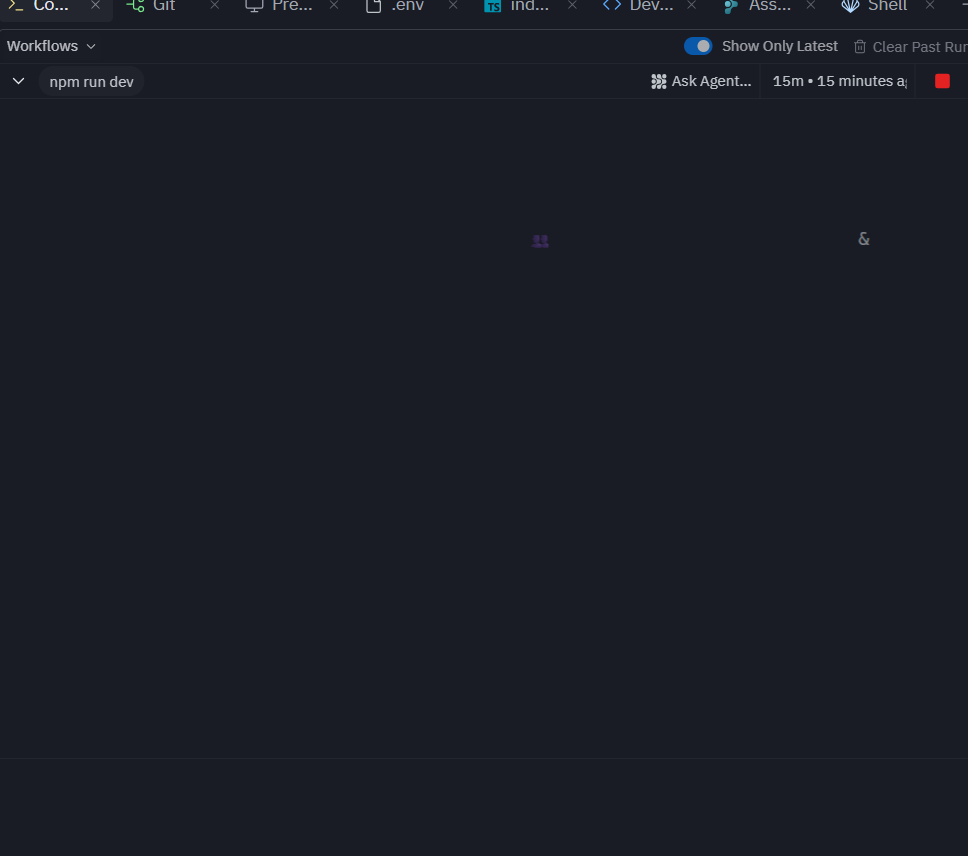 Co... Git Pre... .env ind... Dev... Ass... Shell
Workflows Show Only Latest Clear Past Run
npm run dev Ask Agent... 15m • 15 minutes a
&